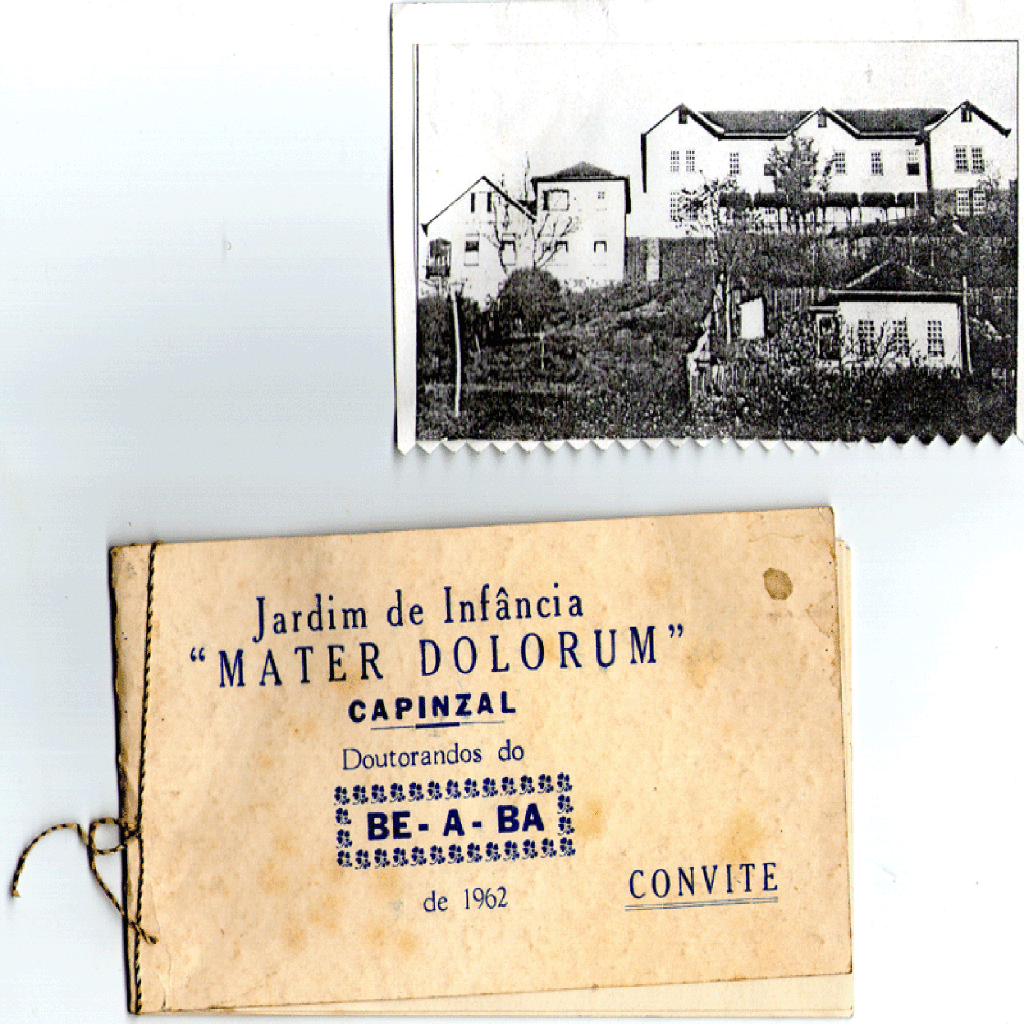 Jardim de Infância
“MATER DOLORUM”
CAPINZAL
Doutorandos do
BE-A-BA
de 1962
CONVITE